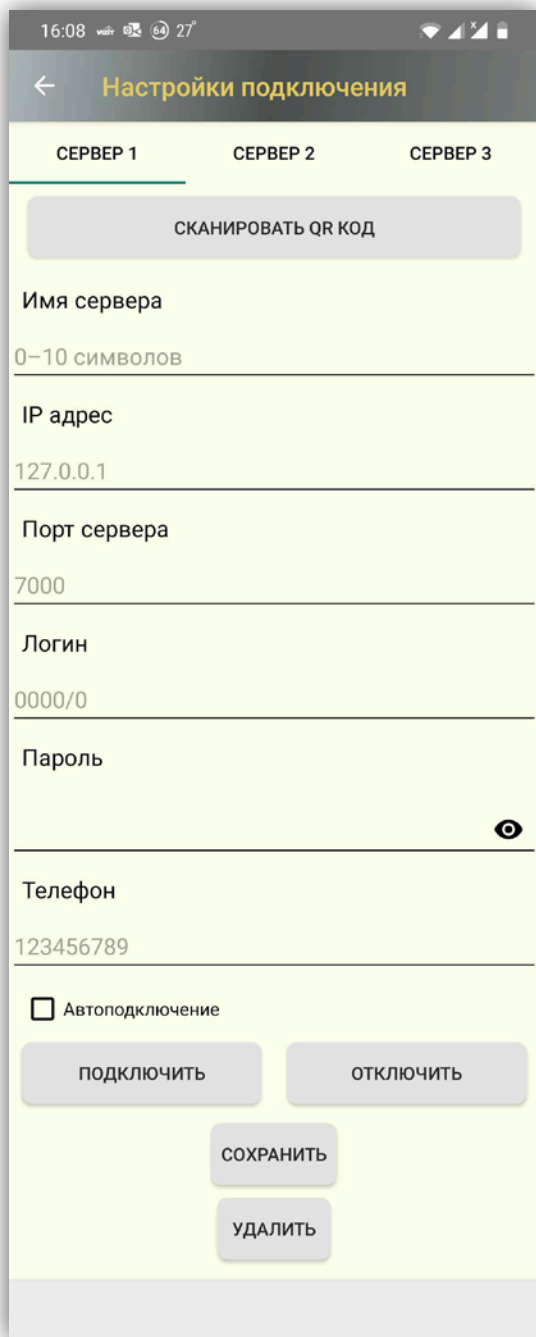 16:08 64 27°
Настройки подключения
СЕРВЕР 1 СЕРВЕР 2 СЕРВЕР 3
СКАНИРОВАТЬ QR КОД
Имя сервера
0–10 символов
IP адрес
127.0.0.1
Порт сервера
7000
Логин
0000/0
Пароль
Телефон
123456789
Автоподключение
ПОДКЛЮЧИТЬ ОТКЛЮЧИТЬ
СОХРАНИТЬ
УДАЛИТЬ